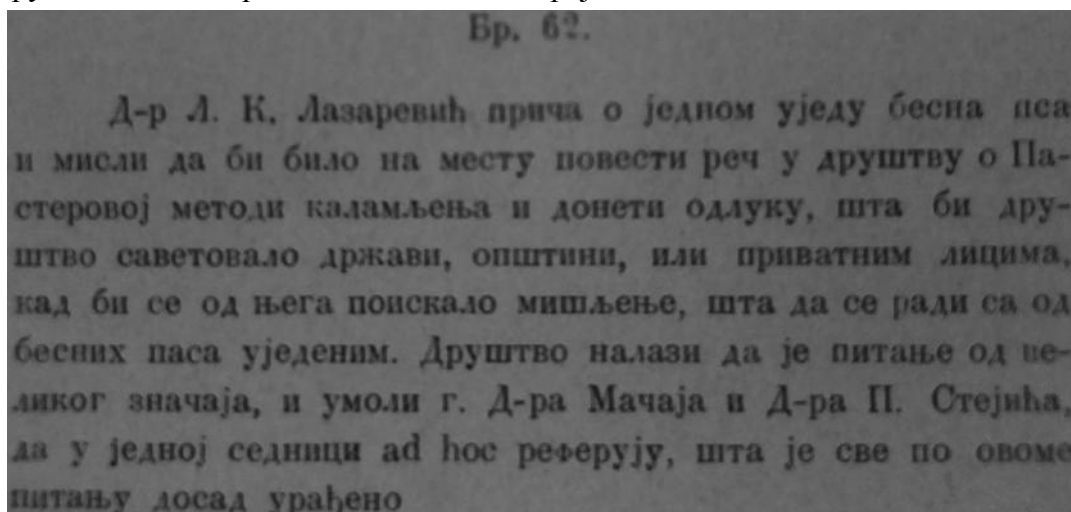 Бр. 62.
Д-р Л. К. Лазаревић прича о једном уједу бесна пса
и мисли да би било на месту повести реч у друштву о Па-
стеровој методи каламљења и донети одлуку, шта би дру-
штво саветовало држави, општини, или приватним лицима,
кад би се од њега поискало мишљење, шта да се ради са од
бесних паса уједеним. Друштво налази да је питање од ве-
ликог значаја, и умоли г. Д-ра Мачаја и Д-ра П. Стејића,
да у једној седници ad hoc реферују, шта је све по овоме
питању досад урађено